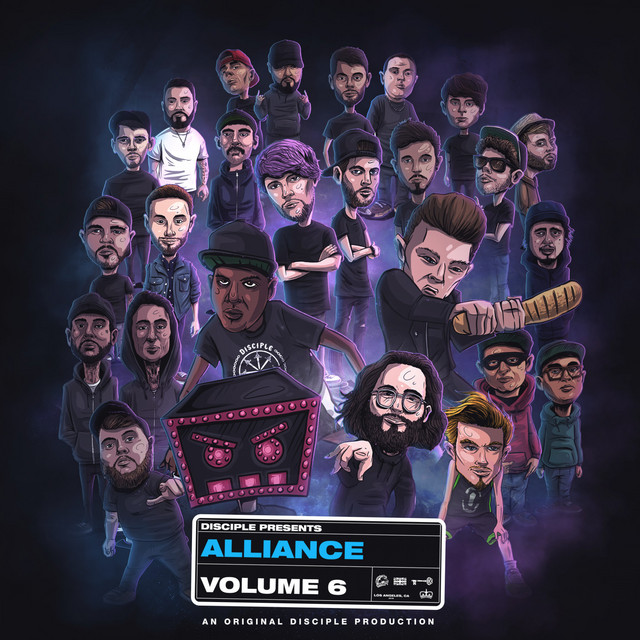 DISCIPLE
DISCIPLE PRESENTS
ALLIANCE
VOLUME 6
LOS ANGELES, CA
AN ORIGINAL DISCIPLE PRODUCTION